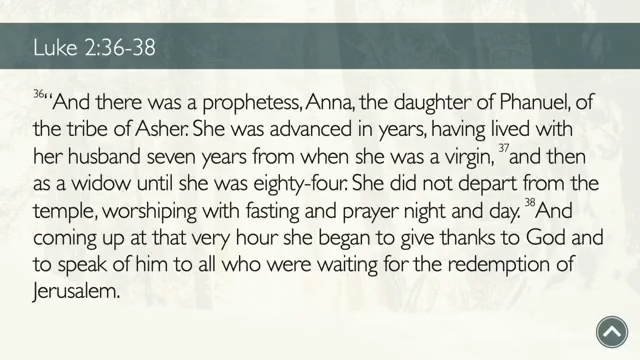 Luke 2:36-38
36“And there was a prophetess, Anna, the daughter of Phanuel, of
the tribe of Asher. She was advanced in years, having lived with
her husband seven years from when she was a virgin, 37and then
as a widow until she was eighty-four. She did not depart from the
temple, worshiping with fasting and prayer night and day. 38And
coming up at that very hour she began to give thanks to God and
to speak of him to all who were waiting for the redemption of
Jerusalem.